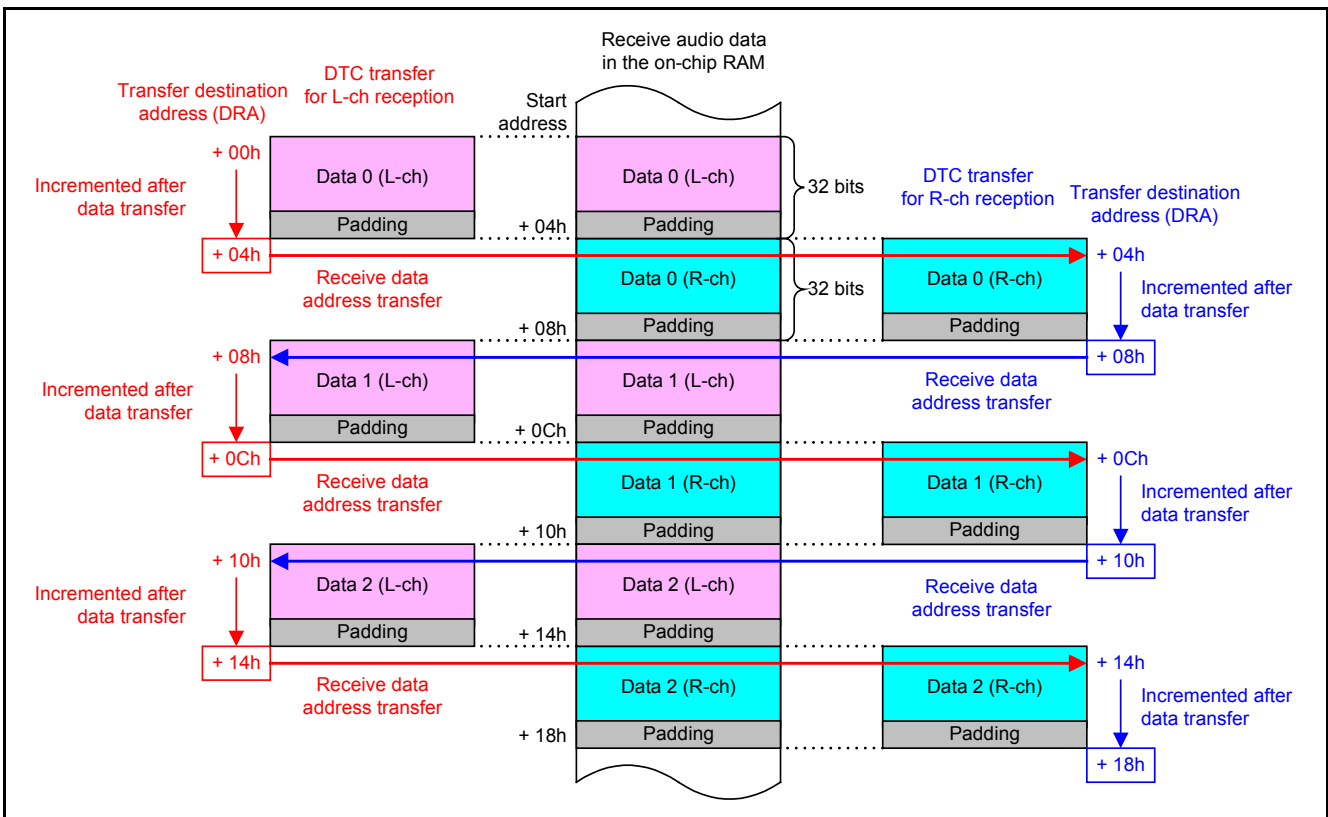 Receive audio data
in the on-chip RAM
DTC transfer
for L-ch reception
Transfer destination
address (DRA)
Start
address
+ 00h
Incremented after
data transfer
Data 0 (L-ch)
Padding
Data 0 (L-ch)
Padding
32 bits
DTC transfer
for R-ch reception
Transfer destination
address (DRA)
+ 04h
+ 04h
Receive data
address transfer
Data 0 (R-ch)
Padding
32 bits
Data 0 (R-ch)
Padding
+ 04h
Incremented after
data transfer
+ 08h
+ 08h
+ 08h
Incremented after
data transfer
Data 1 (L-ch)
Padding
Data 1 (L-ch)
Padding
Receive data
address transfer
+ 0Ch
+ 0Ch
Receive data
address transfer
Data 1 (R-ch)
Padding
Data 1 (R-ch)
Padding
+ 0Ch
Incremented after
data transfer
+ 10h
+ 10h
+ 10h
Incremented after
data transfer
Data 2 (L-ch)
Padding
Data 2 (L-ch)
Padding
Receive data
address transfer
+ 14h
+ 14h
Receive data
address transfer
Data 2 (R-ch)
Padding
Data 2 (R-ch)
Padding
+ 14h
Incremented after
data transfer
+ 18h
+ 18h